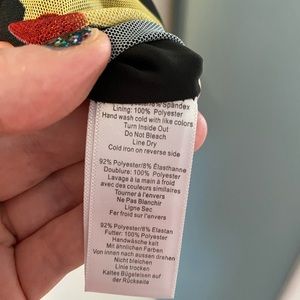 Spandex
Lining: 100% Polyester
Hand wash cold with like colors
Turn Inside Out
Do Not Bleach
Line Dry
Cold iron on reverse side
92% Polyester/8% Élasthanne
Doublure: 100% Polyester
Lavage à la main à froid
avec des couleurs similaires
Tourner à l'envers
Ne Pas Blanchir
Ligne Sec
Fer froid sur l'envers
92% Polyester/8% Elastan
Futter: 100% Polyester
Handwäsche kalt
Mit ähnlichen Farben
Von innen nach aussen drehen
Nicht bleichen
Linie trocken
Kaltes Bügeleisen auf
der Rückseite